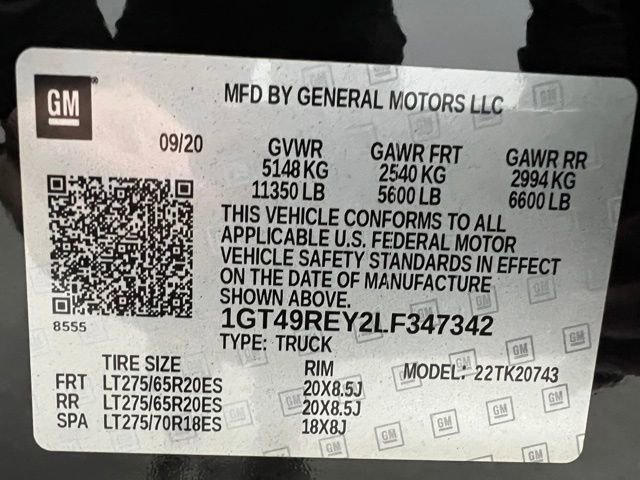 GM
MFD BY GENERAL MOTORS LLC
09/20
GVWR GAWR FRT GAWR RR
5148 KG 2540 KG 2994 KG
11350 LB 5600 LB 6600 LB
THIS VEHICLE CONFORMS TO ALL
APPLICABLE U.S. FEDERAL MOTOR
VEHICLE SAFETY STANDARDS IN EFFECT
ON THE DATE OF MANUFACTURE
SHOWN ABOVE.
8555
1GT49REY2LF347342
TYPE: TRUCK
TIRE SIZE RIM MODEL: 22TK20743
FRT LT275/65R20ES 20X8.5J
RR LT275/65R20ES 20X8.5J
SPA LT275/70R18ES 18X8J